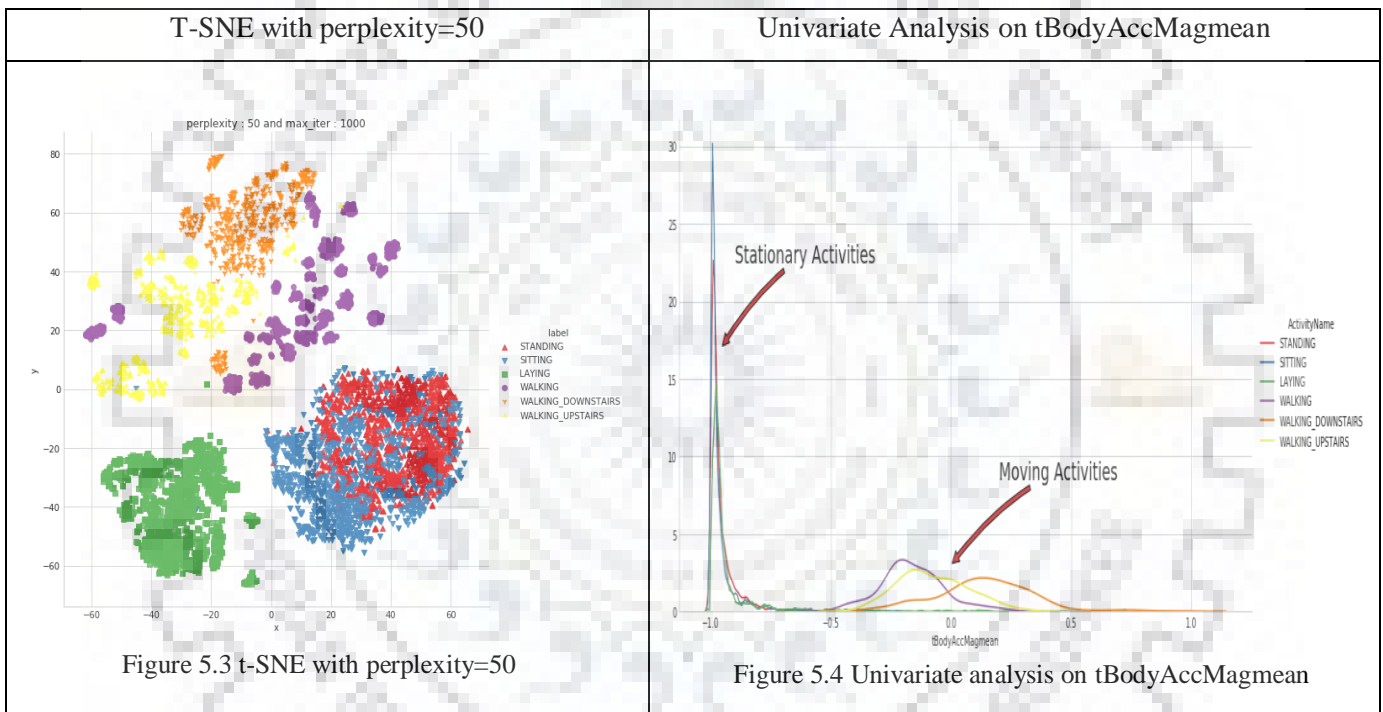 T-SNE with perplexity=50
Univariate Analysis on tBodyAccMagmean
perplexity : 50 and max_iter : 1000
80
60
40
20
0
−20
−40
−60
y
−60
−40
−20
0
20
40
60
x
label
STANDING
SITTING
LAYING
WALKING
WALKING_DOWNSTAIRS
WALKING_UPSTAIRS
Figure 5.3 t-SNE with perplexity=50
30
25
20
15
10
5
0
−1.0
−0.5
0.0
0.5
1.0
tBodyAccMagmean
Stationary Activities
Moving Activities
ActivityName
STANDING
SITTING
LAYING
WALKING
WALKING_DOWNSTAIRS
WALKING_UPSTAIRS
Figure 5.4 Univariate analysis on tBodyAccMagmean